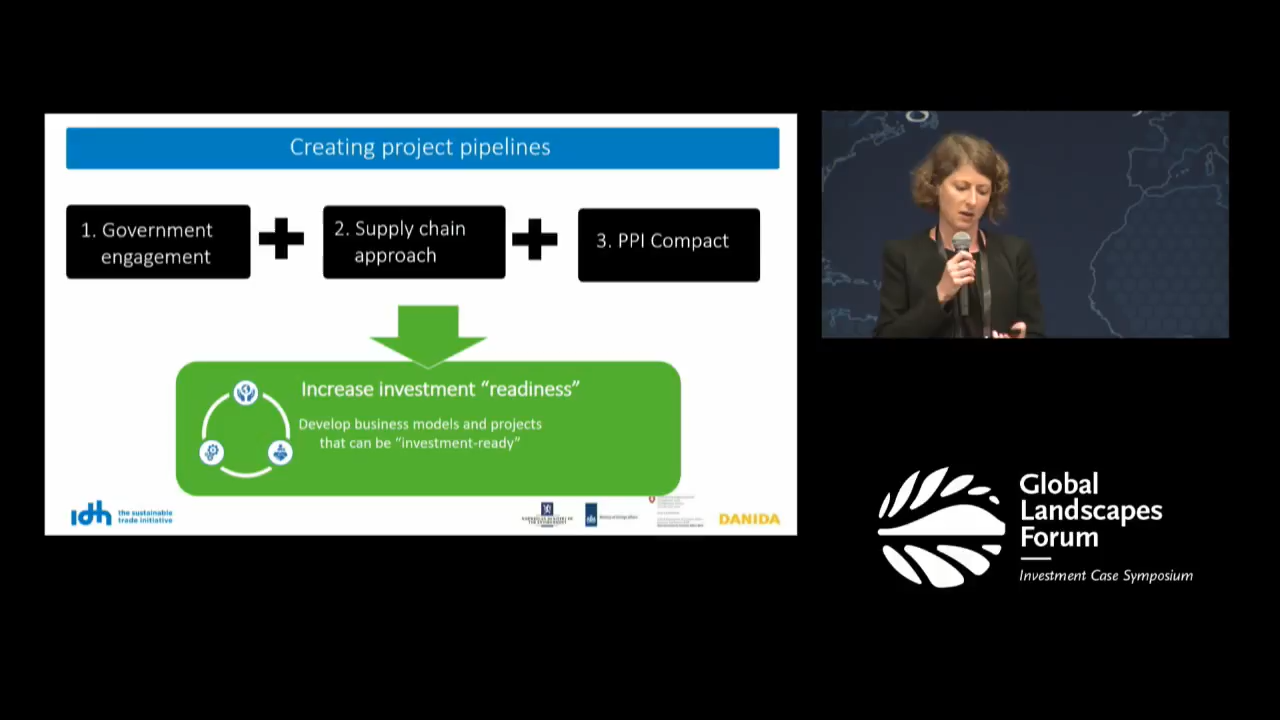 Creating project pipelines
1. Government
engagement
2. Supply chain
approach
3. PPI Compact
Increase investment “readiness”
Develop business models and projects
that can be “investment-ready”
idh the sustainable
trade initiative
DANIDA
Global
Landscapes
Forum
Investment Case Symposium